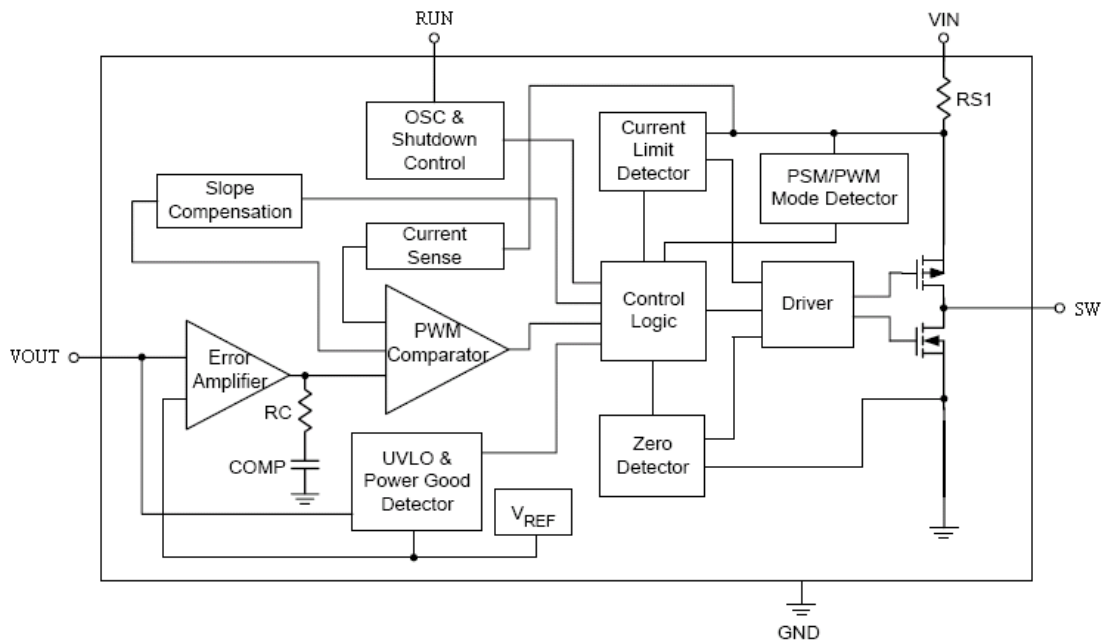 RUN
VIN
RS1
OSC &
Shutdown
Control
Current
Limit
Detector
PSM/PWM
Mode Detector
Slope
Compensation
Current
Sense
Control
Logic
Driver
SW
PWM
Comparator
VOUT
Error
Amplifier
RC
COMP
UVLO &
Power Good
Detector
VREF
Zero
Detector
GND